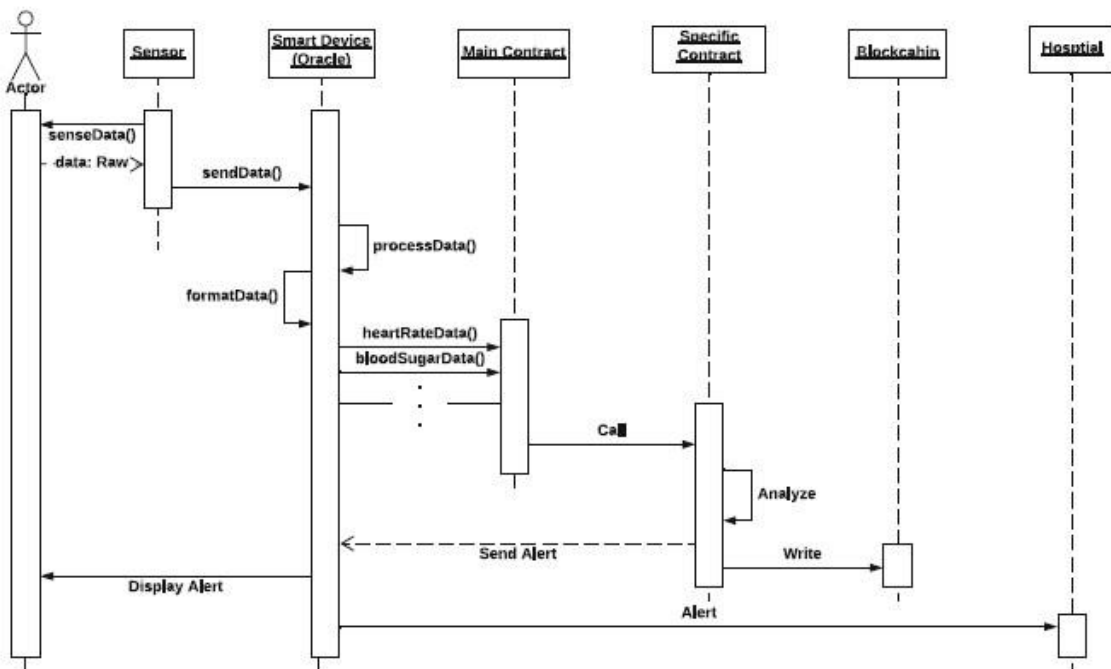 Actor
Sensor
Smart Device
(Oracle)
Main Contract
Specific
Contract
Blockcahin
Hosptial
senseData()
data: Raw
sendData()
processData()
formatData()
heartRateData()
bloodSugarData()
Call
Analyze
Send Alert
Write
Display Alert
Alert